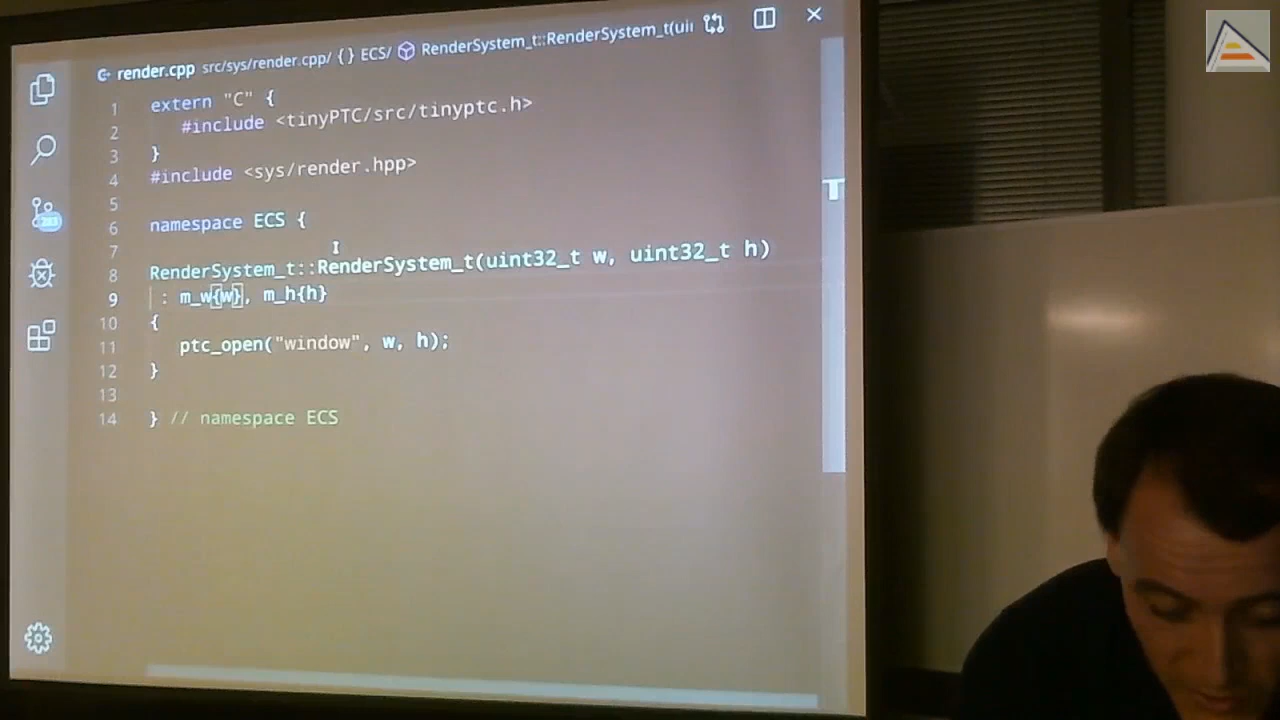 render.cpp src/sys/render.cpp/ {} ECS/ RenderSystem_t::RenderSystem_t(uii
1 extern "C" {
2 #include <tinyPTC/src/tinyptc.h>
3 }
4 #include <sys/render.hpp>
5
6 namespace ECS {
7
8 RenderSystem_t::RenderSystem_t(uint32_t w, uint32_t h)
9 : m_w{w}, m_h{h}
10 {
11 ptc_open("window", w, h);
12 }
13
14 } // namespace ECS